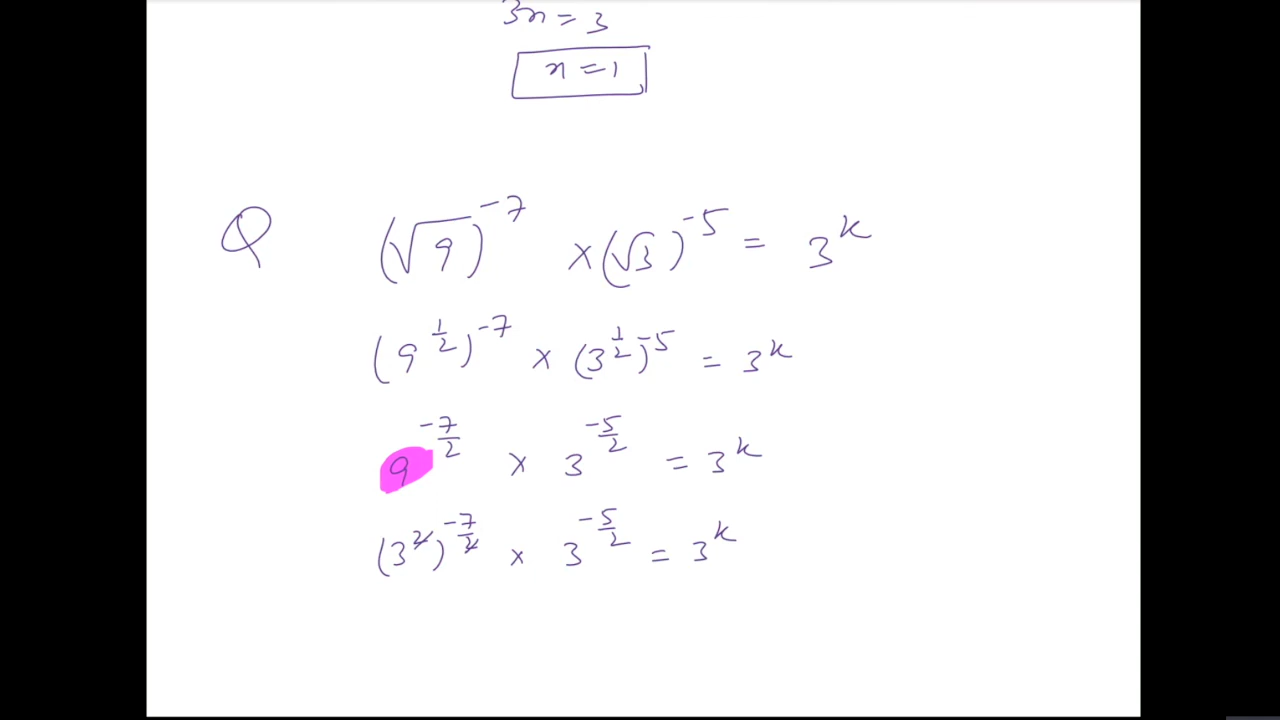 3n = 3
n = 1
Q (√9)^-7 × (√3)^-5 = 3^k
(9^1/2)^-7 × (3^1/2)^-5 = 3^k
9^-7/2 × 3^-5/2 = 3^k
(3^2)^-7/2 × 3^-5/2 = 3^k